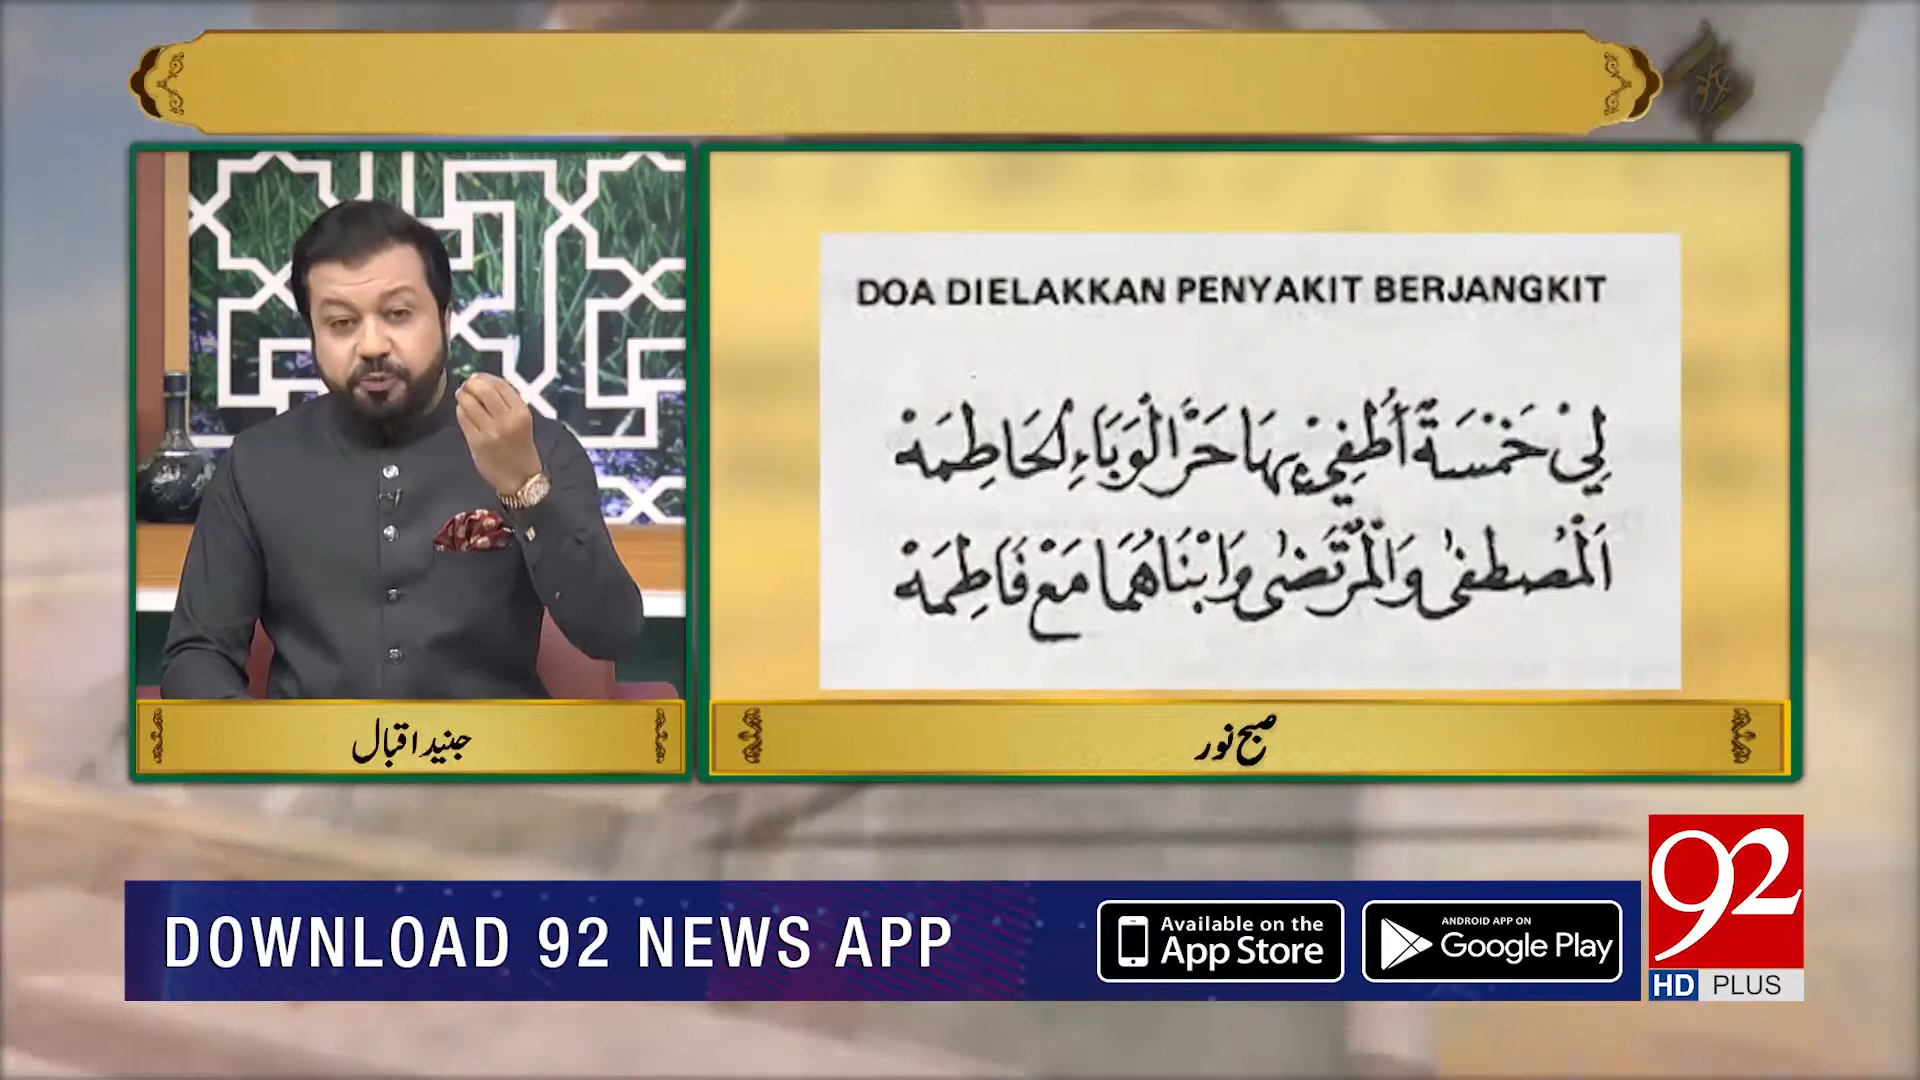 DOA DIELAKKAN PENYAKIT BERJANGKIT
لِيْ خَمْسَةٌ أُطْفِيْءُ بِهَا حَرَّ الْوَبَاءِ لْحَاطِمَهْ
اَلْمُصْطَفٰى وَالْمُرْتَضٰى وَابْنَاهُمَا مَعْ فَاطِمَهْ
جنید اقبال
صبح نور
DOWNLOAD 92 NEWS APP
Available on the
App Store
ANDROID APP ON
Google Play
92
HD PLUS